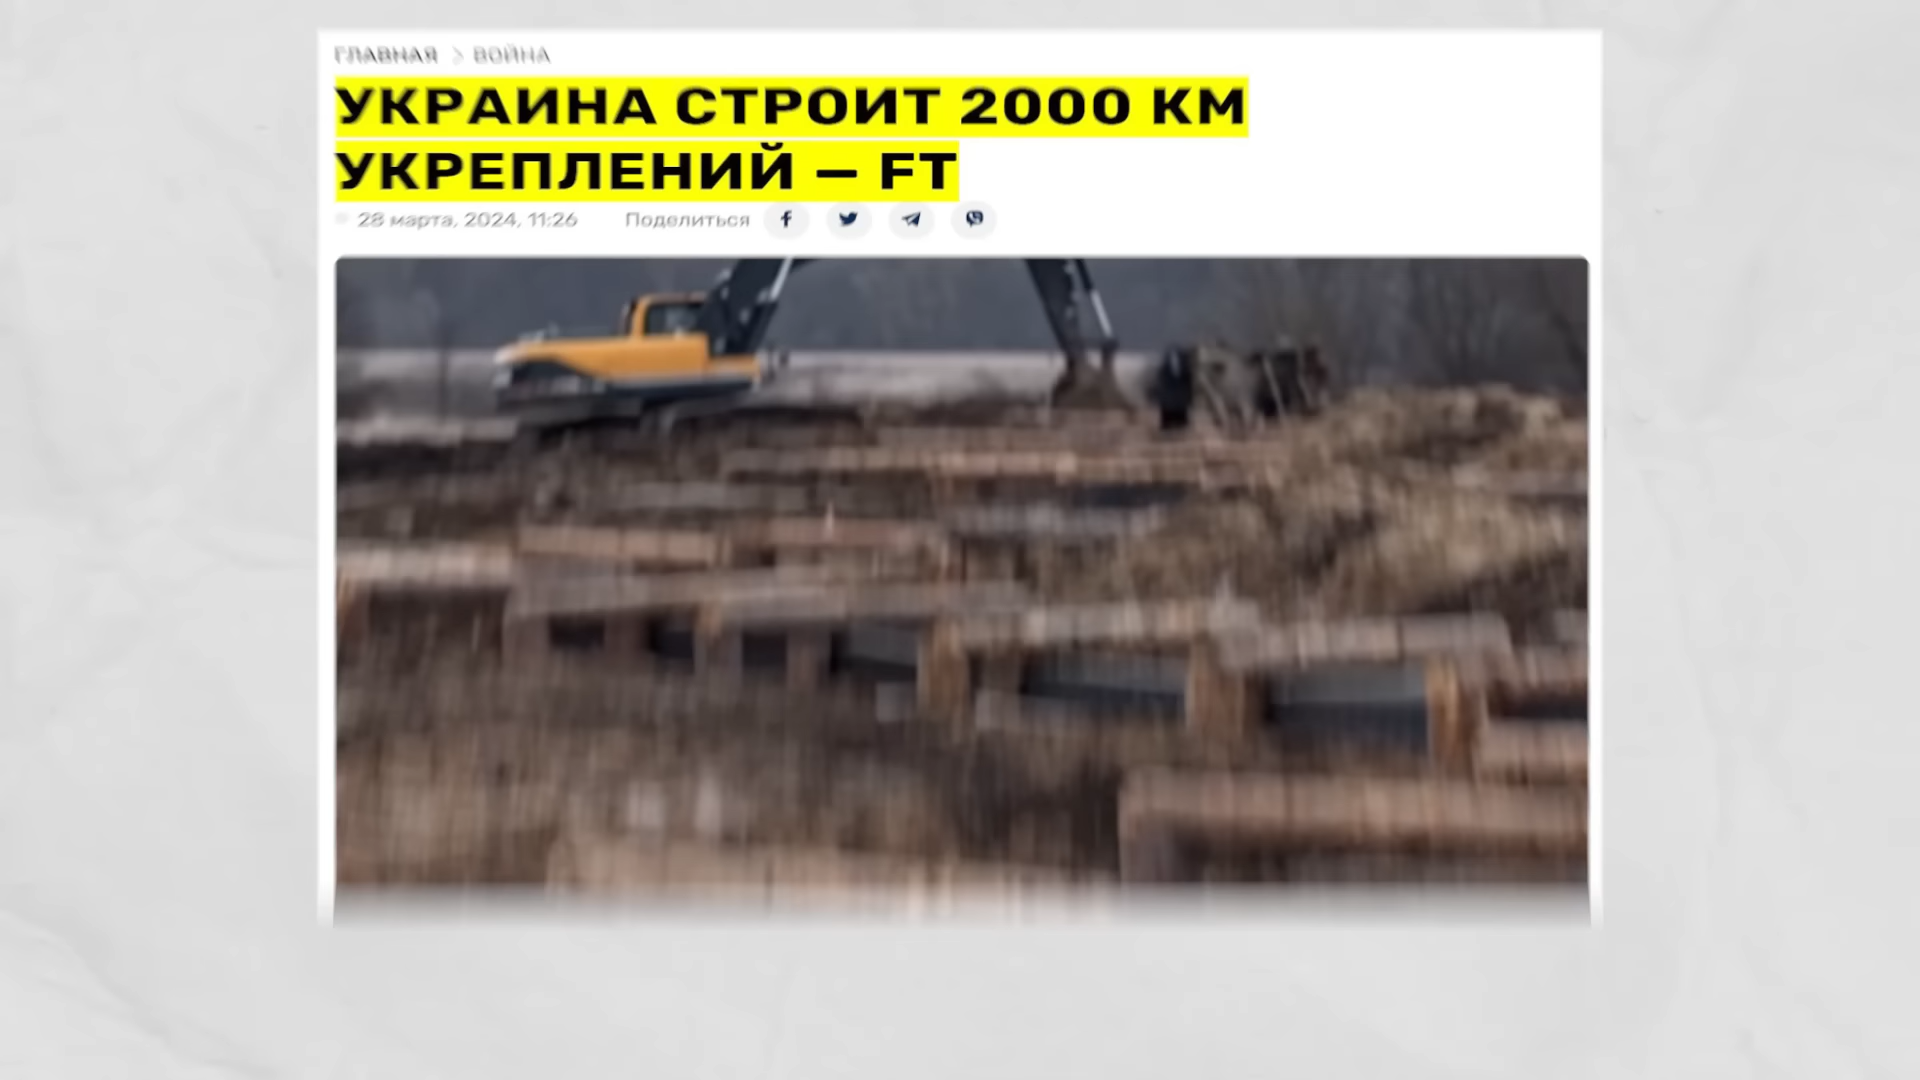 ГЛАВНАЯ > ВОЙНА
УКРАИНА СТРОИТ 2000 КМ
УКРЕПЛЕНИЙ — FT
28 марта, 2024, 11:26 Поделиться